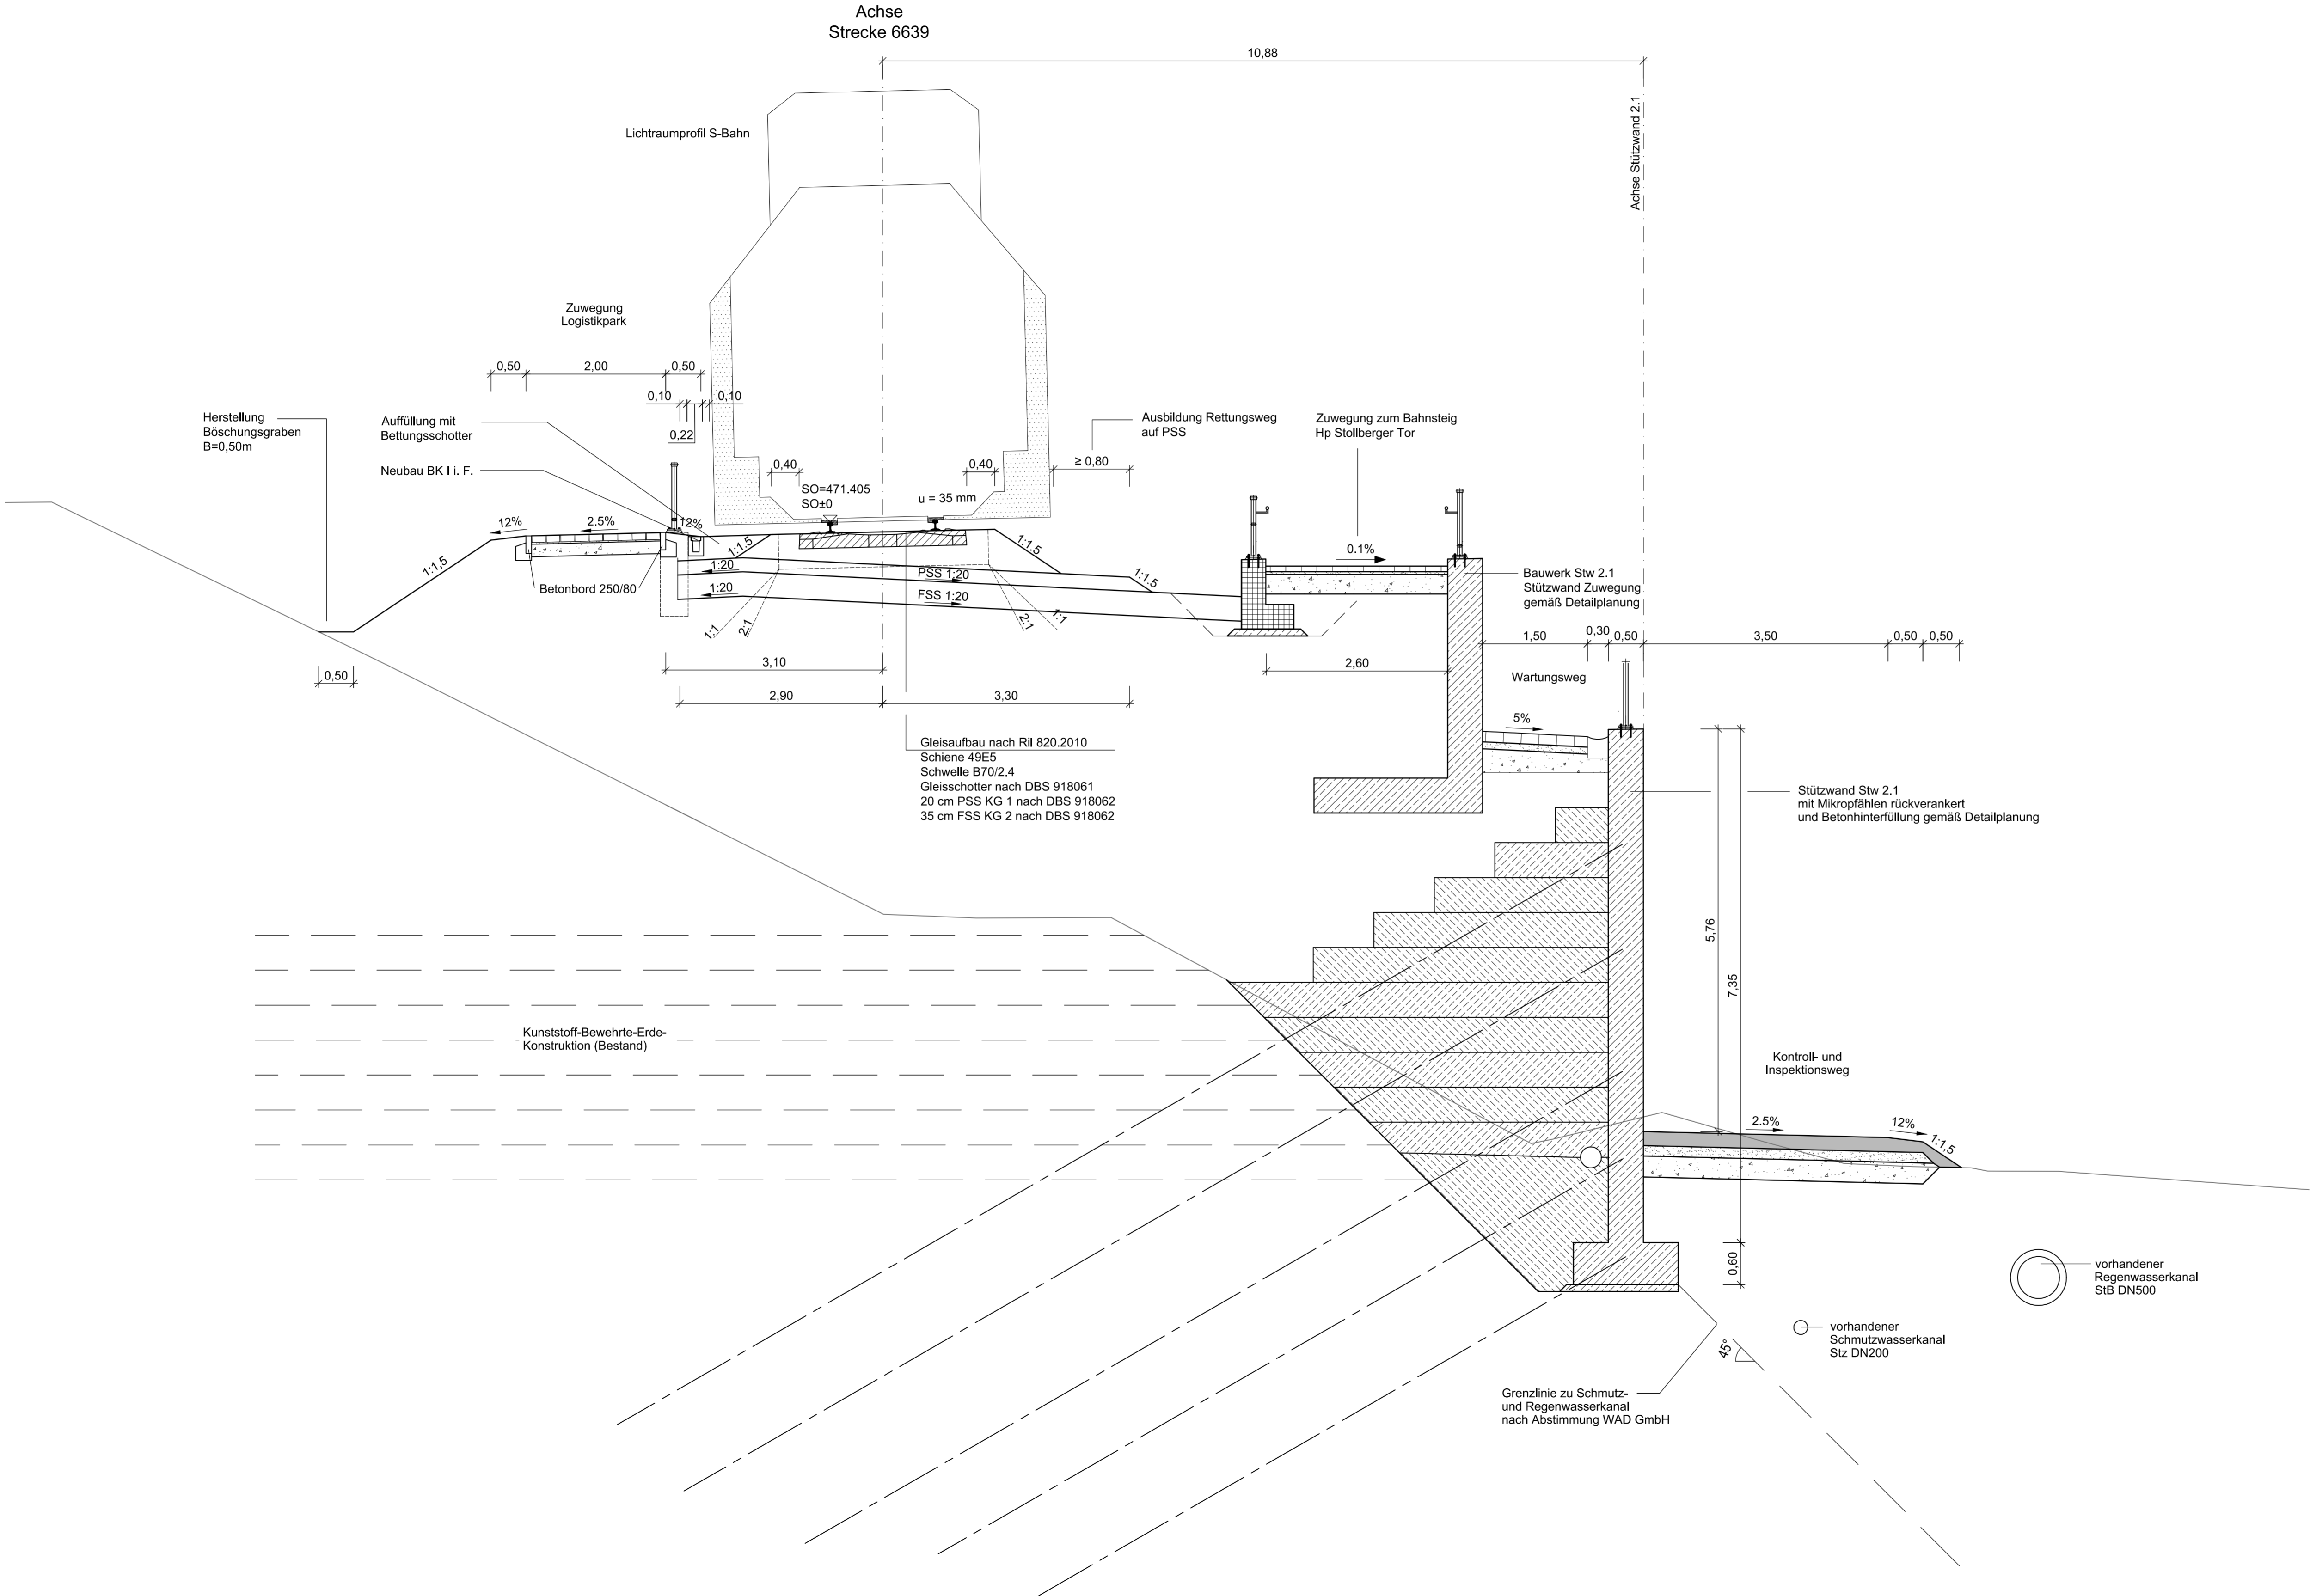 Achse
Strecke 6639
10,88
Achse Stützwand 2.1
Lichtraumprofil S-Bahn
Zuwegung
Logistikpark
0,50
2,00
0,50
0,10
0,10
0,22
Herstellung
Böschungsgraben
B=0,50m
Auffüllung mit
Bettungsschotter
Neubau BK I i. F.
0,40
0,40
≥ 0,80
SO=471.405
SO±0
u = 35 mm
Ausbildung Rettungsweg
auf PSS
Zuwegung zum Bahnsteig
Hp Stollberger Tor
12%
2.5%
12%
1:1,5
1:1,5
1:1,5
1:1,5
0.1%
1:20
PSS 1:20
1:20
FSS 1:20
Betonbord 250/80
1:1
2:1
2:1
1:1
Bauwerk Stw 2.1
Stützwand Zuwegung
gemäß Detailplanung
1,50
0,30
0,50
3,50
0,50
0,50
0,50
3,10
2,60
2,90
3,30
Wartungsweg
5%
Gleisaufbau nach Ril 820.2010
Schiene 49E5
Schwelle B70/2.4
Gleisschotter nach DBS 918061
20 cm PSS KG 1 nach DBS 918062
35 cm FSS KG 2 nach DBS 918062
Stützwand Stw 2.1
mit Mikropfählen rückverankert
und Betonhinterfüllung gemäß Detailplanung
5,76
7,35
Kunststoff-Bewehrte-Erde-
Konstruktion (Bestand)
Kontroll- und
Inspektionsweg
2.5%
12%
1:1,5
0,60
vorhandener
Regenwasserkanal
StB DN500
vorhandener
Schmutzwasserkanal
Stz DN200
45°
Grenzlinie zu Schmutz-
und Regenwasserkanal
nach Abstimmung WAD GmbH